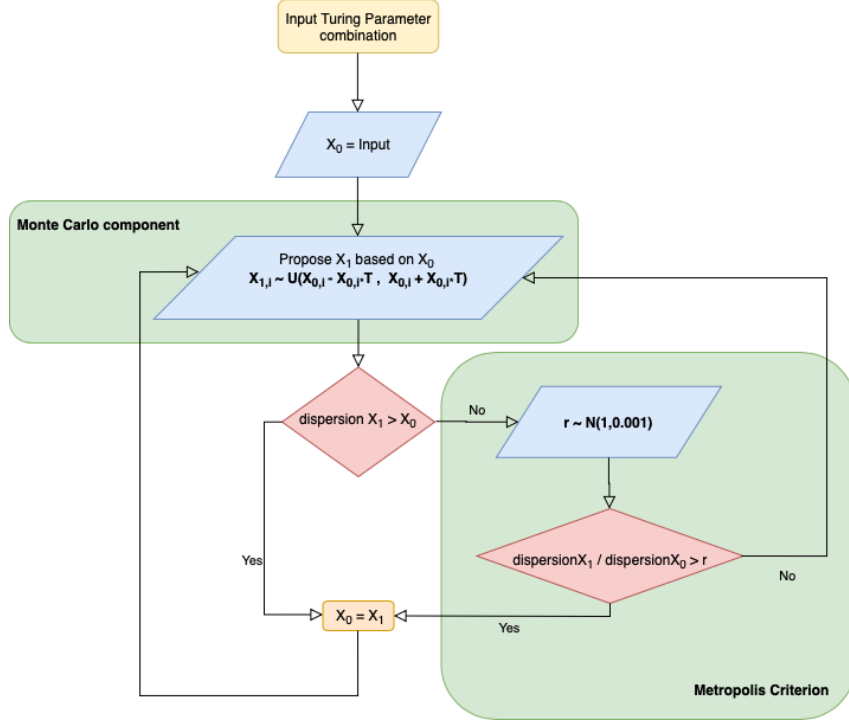 Input Turing Parameter
combination
X₀ = Input
Monte Carlo component
Propose X₁ based on X₀
X₁,ᵢ ~ U(X₀,ᵢ - X₀,ᵢ*T , X₀,ᵢ + X₀,ᵢ*T)
dispersion X₁ > X₀
No
r ~ N(1,0.001)
Yes
dispersionX₁ / dispersionX₀ > r
No
X₀ = X₁
Yes
Metropolis Criterion